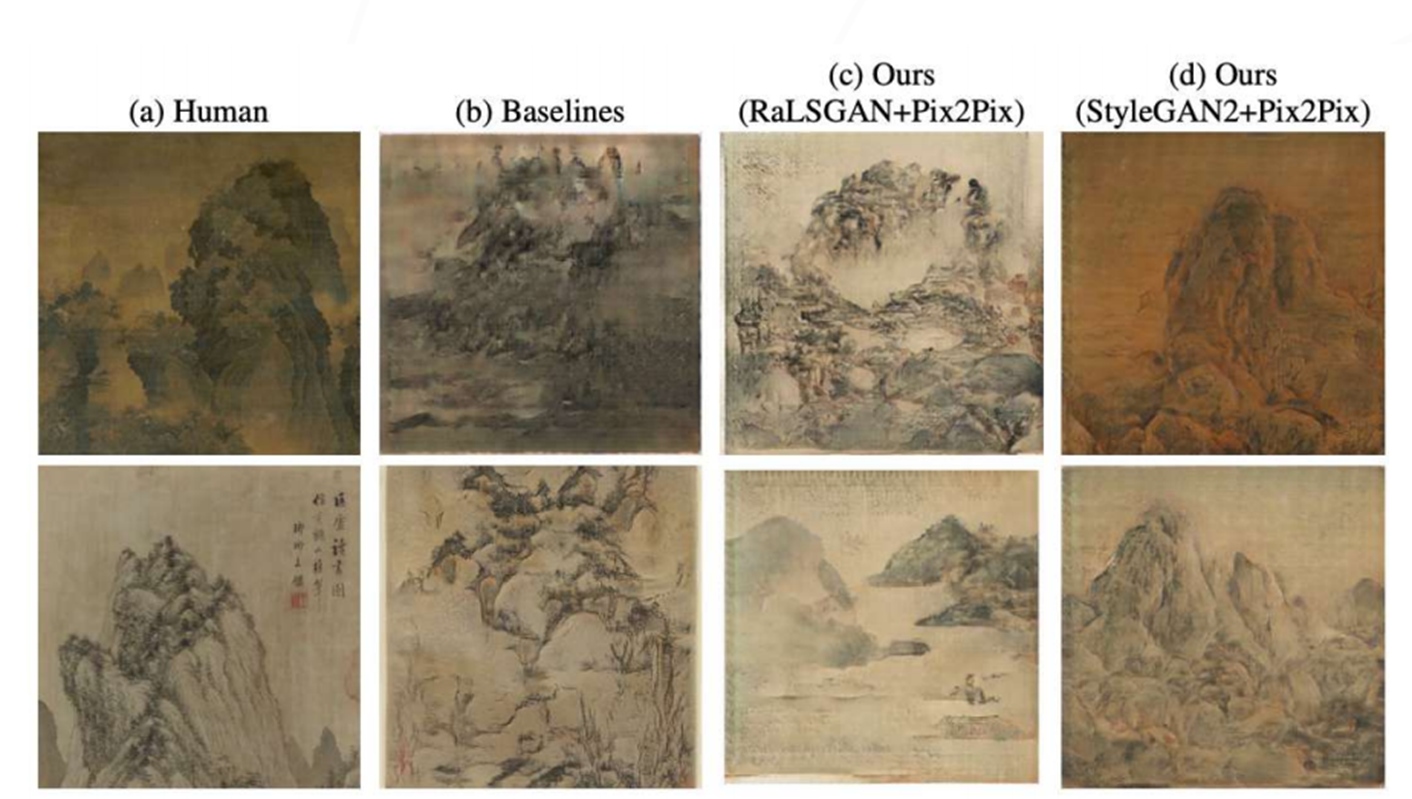 (a) Human
(b) Baselines
(c) Ours
(RaLSGAN+Pix2Pix)
(d) Ours
(StyleGAN2+Pix2Pix)